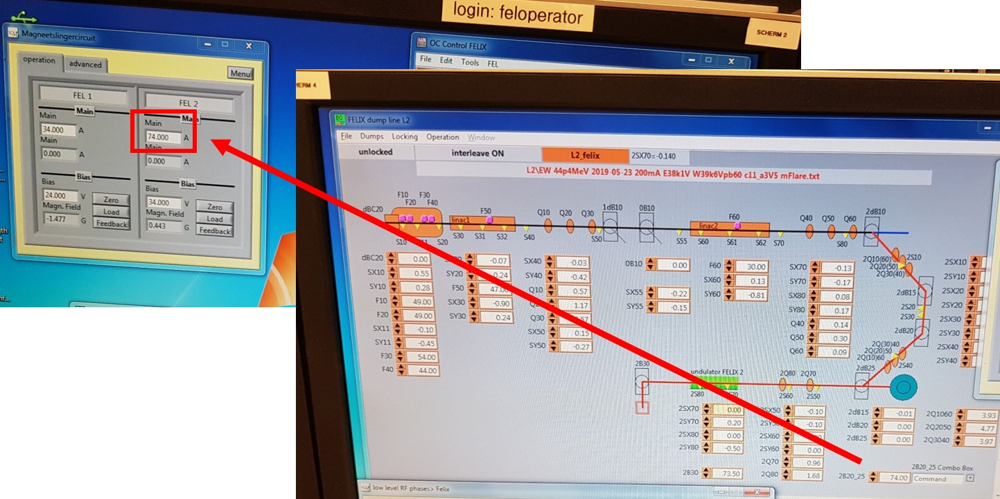 login: feloperator
SCHERM 2
Magneetslingercircuit
operation
advanced
Menu
FEL 1
Main
Main
34.000 A
Main
0.000 A
Bias
Bias
24.000 V
Magn. Field
-1.477 G
Zero
Load
Feedback
FEL 2
Main
74.000 A
Main
0.000 A
Bias
Bias
34.000 V
Magn. Field
0.443 G
Zero
Load
Feedback
OC Control FELIX
File Edit Tools FEL
HERM 4
FELIX dump line L2
File Dumps Locking Operation Window
unlocked interleave ON L2_felix 2SX70=-0.140
L2\EW 44p4MeV 2019-05-23 200mA E38k1V W39k6Vpb60 c11_a3V5 mFlare.txt
F10 F30
F20 F40
dBC20 linac1 F50 Q10 Q20 Q30 1dB10 0B10 linac2 F60 Q40 Q50 Q60 2dB10
S10 S20 S30 S31 S32 S40 S50 S55 S60 S61 S62 S70 S80
2Q10(60) 2S10
2Q20(50)
2Q30(40)
2dB15
2S20
2S30
2dB20
2Q(30)40
2Q(20)50
2Q(10)60
2S40
2dB25
dBC20 0.00
SX10 0.55
SY10 0.28
F10 49.00
F20 49.00
SX11 -0.10
SY11 -0.45
F30 54.00
F40 44.00
-0.07
SY20 0.24
F50
SX30 -0.90
SY30 0.24
SX40 -0.03
SY40 -0.42
Q10 0.57
1.17
Q30
SX50 0.15
SY50 -0.27
0B10 0.00
SX55 -0.22
SY55 -0.15
F60 30.00
SX60 0.13
SY60 -0.81
SX70 -0.13
SY70 -0.17
SX80 0.08
SY80 0.17
Q40 0.14
Q50 0.30
Q60 0.09
2SX10
2SY10
2SX20
2SY20
2SX30
2SY30
2SX40
2SY40
2B30
undulator FELIX 2
2S80
2Q80 2Q70
2S60 2S50
2SX70 0.00
2SY70 0.20
2SX80 0.00
2SY80 -0.50
2B30 73.50
-0.10
-0.10
2SX60
2SY60 0.00
2Q70 0.96
2Q80 1.68
2dB15 -0.01
2dB20 0.00
2dB25 0.00
2Q1060 3.93
2Q2050 4.77
2Q3040 3.97
2B20_25 Combo Box
2B20_25 74.00 Command
low level RF phases> Felix